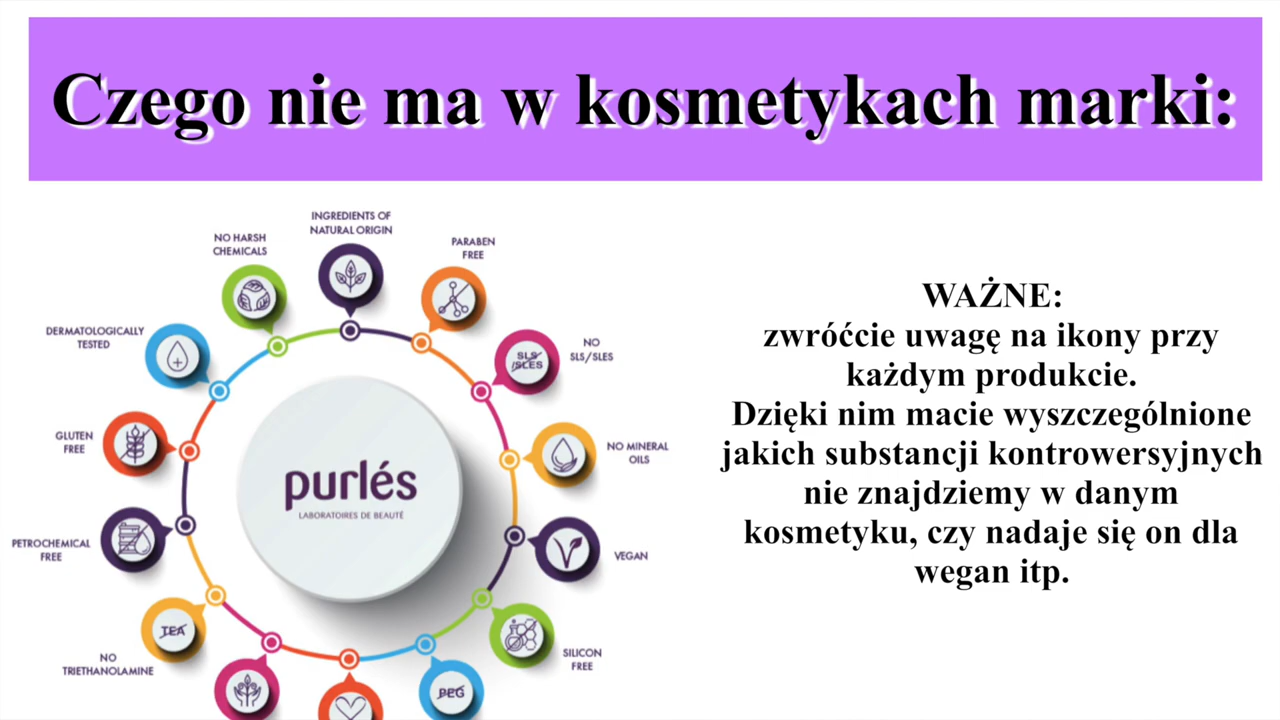 Czego nie ma w kosmetykach marki:
INGREDIENTS OF
NATURAL ORIGIN
NO HARSH
CHEMICALS
PARABEN
FREE
DERMATOLOGICALLY
TESTED
NO
SLS/SLES
SLS
/SLES
GLUTEN
FREE
NO MINERAL
OILS
purlés
LABORATOIRES DE BEAUTÉ
PETROCHEMICAL
FREE
VEGAN
TEA
NO
TRIETHANOLAMINE
SILICON
FREE
PEG
WAŻNE:
zwróćcie uwagę na ikony przy
każdym produkcie.
Dzięki nim macie wyszczególnione
jakich substancji kontrowersyjnych
nie znajdziemy w danym
kosmetyku, czy nadaje się on dla
wegan itp.